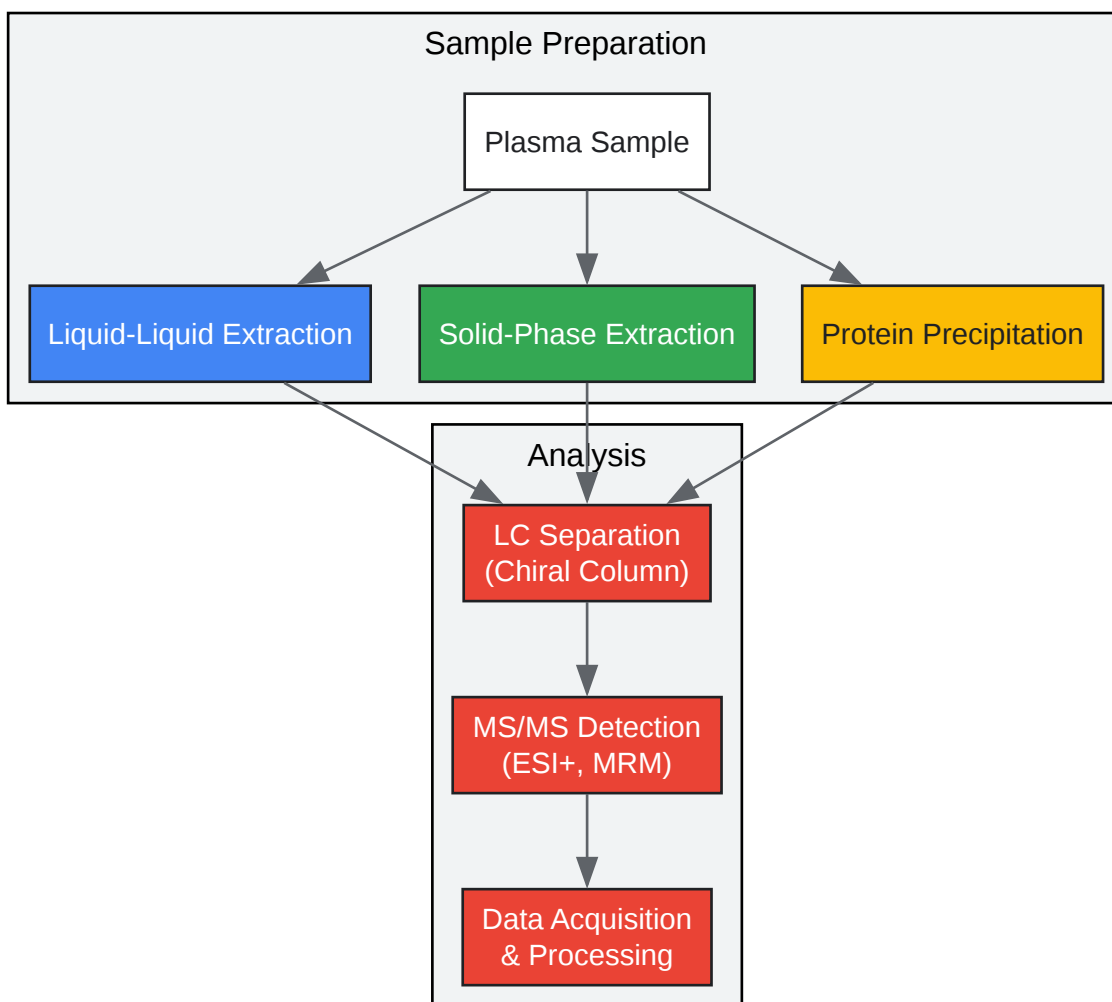 Sample Preparation
Plasma Sample
Liquid-Liquid Extraction
Solid-Phase Extraction
Protein Precipitation
Analysis
LC Separation
(Chiral Column)
MS/MS Detection
(ESI+, MRM)
Data Acquisition
& Processing